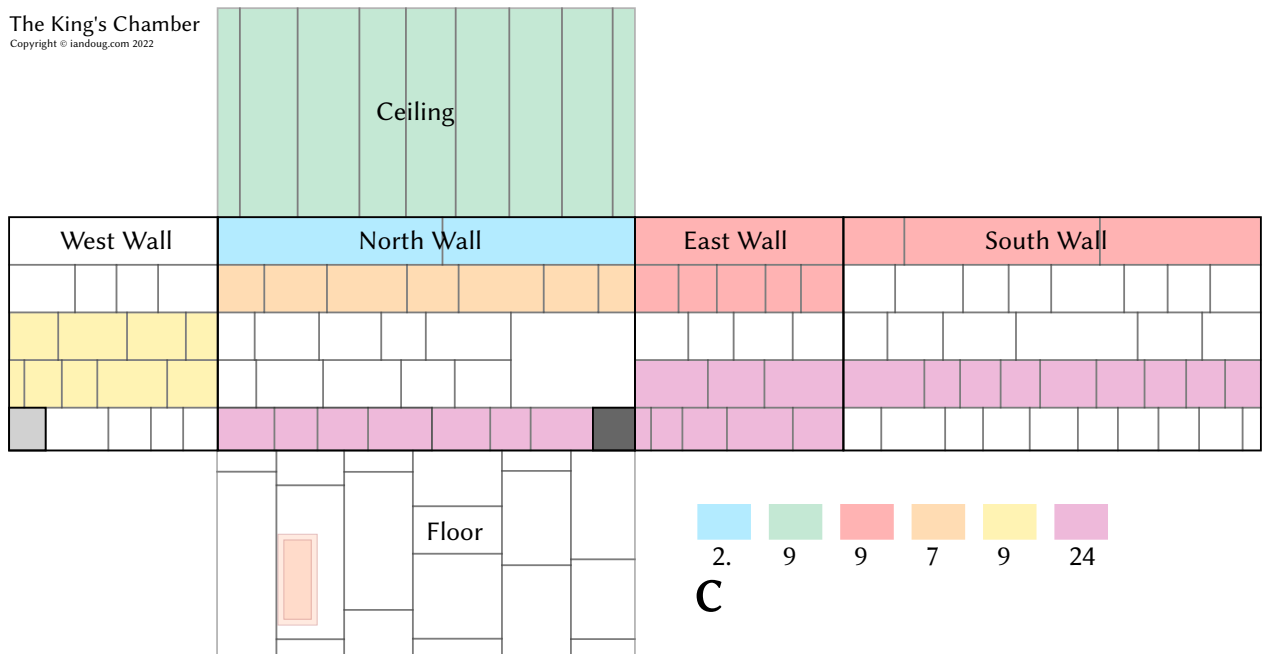 The King's Chamber
Copyright © iandoug.com 2022
Ceiling
West Wall
North Wall
East Wall
South Wall
Floor
2. 9 9 7 9 24
C